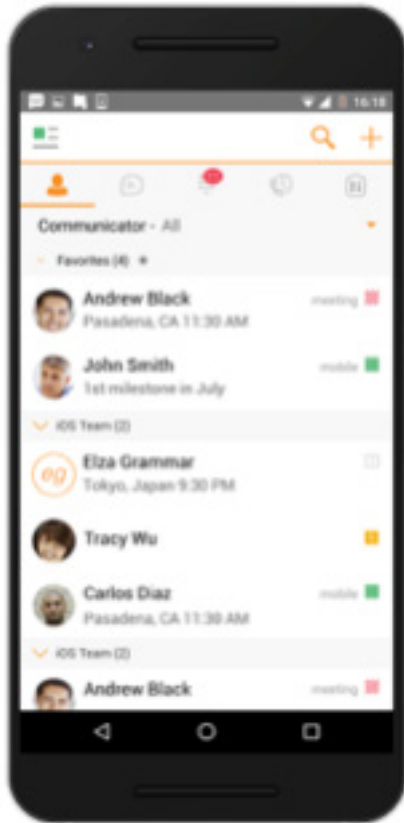 16:18
Communicator - All
Favorites (4)
Andrew Black
meeting
Pasadena, CA 11:30 AM
John Smith
mobile
1st milestone in July
iOS Team (2)
eg
Elza Grammar
Tokyo, Japan 9:30 PM
Tracy Wu
Carlos Diaz
mobile
Pasadena, CA 11:30 AM
iOS Team (2)
Andrew Black
meeting